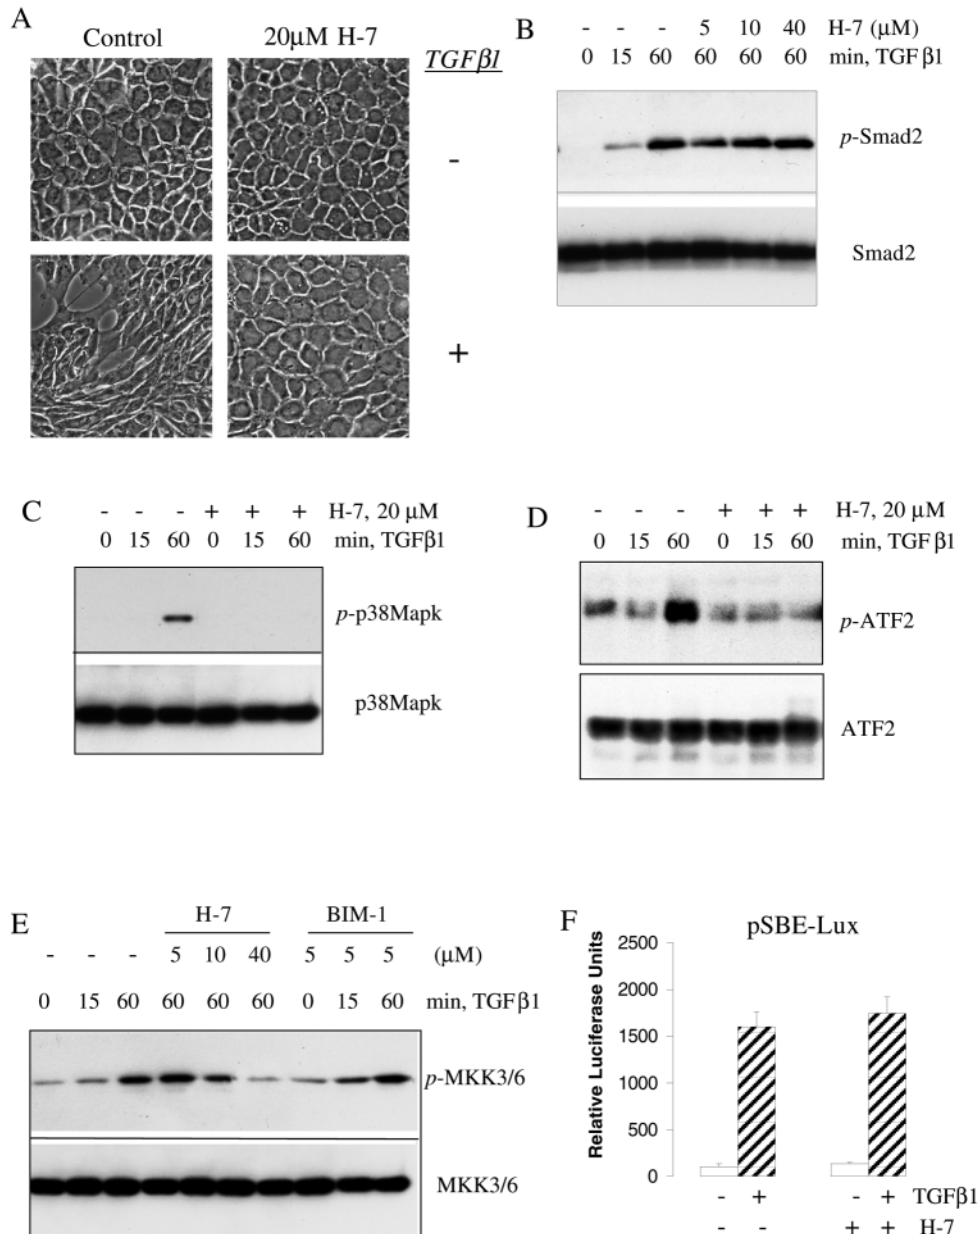 A
Control 20μM H-7 TGFβ1
-
+
B
- - - 5 10 40 H-7 (μM)
0 15 60 60 60 60 min, TGFβ1
p-Smad2
Smad2
C
- - - + + + H-7, 20 μM
0 15 60 0 15 60 min, TGFβ1
p-p38Mapk
p38Mapk
D
- - - + + + H-7, 20 μM
0 15 60 0 15 60 min, TGFβ1
p-ATF2
ATF2
E
H-7 BIM-1
- - - 5 10 40 5 5 5 (μM)
0 15 60 60 60 60 0 15 60 min, TGFβ1
p-MKK3/6
MKK3/6
F
pSBE-Lux
Relative Luciferase Units
2500
2000
1500
1000
500
0
- + - + TGFβ1
- - + + H-7